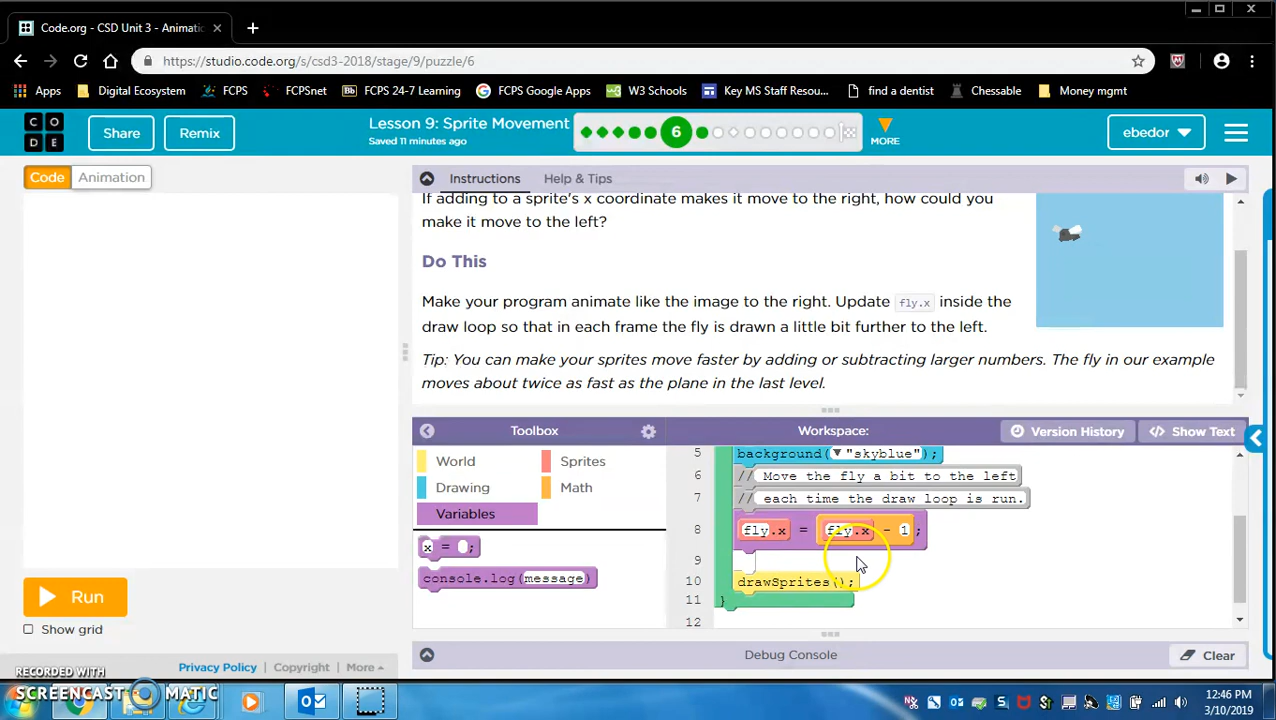 Code.org - CSD Unit 3 - Animatic
https://studio.code.org/s/csd3-2018/stage/9/puzzle/6
Apps
Digital Ecosystem
FCPS
FCPSnet
Bb
FCPS 24-7 Learning
FCPS Google Apps
W3 Schools
Key MS Staff Resou...
find a dentist
Chessable
Money mgmt
C O
D E
Share
Remix
Lesson 9: Sprite Movement
Saved 11 minutes ago
6
MORE
ebedor
Code
Animation
Instructions
Help & Tips
If adding to a sprite's x coordinate makes it move to the right, how could you
make it move to the left?
Do This
Make your program animate like the image to the right. Update fly.x inside the
draw loop so that in each frame the fly is drawn a little bit further to the left.
Tip: You can make your sprites move faster by adding or subtracting larger numbers. The fly in our example
moves about twice as fast as the plane in the last level.
Toolbox
Workspace:
Version History
</> Show Text
World
Sprites
Drawing
Math
Variables
x = ;
console.log(message)
5 background("skyblue");
6 // Move the fly a bit to the left
7 // each time the draw loop is run.
8 fly.x = fly.x - 1;
9
10 drawSprites();
11 }
12
Run
Show grid
Debug Console
Clear
Privacy Policy | Copyright | More
RECORDED WITH
SCREENCAST MATIC
12:46 PM
3/10/2019